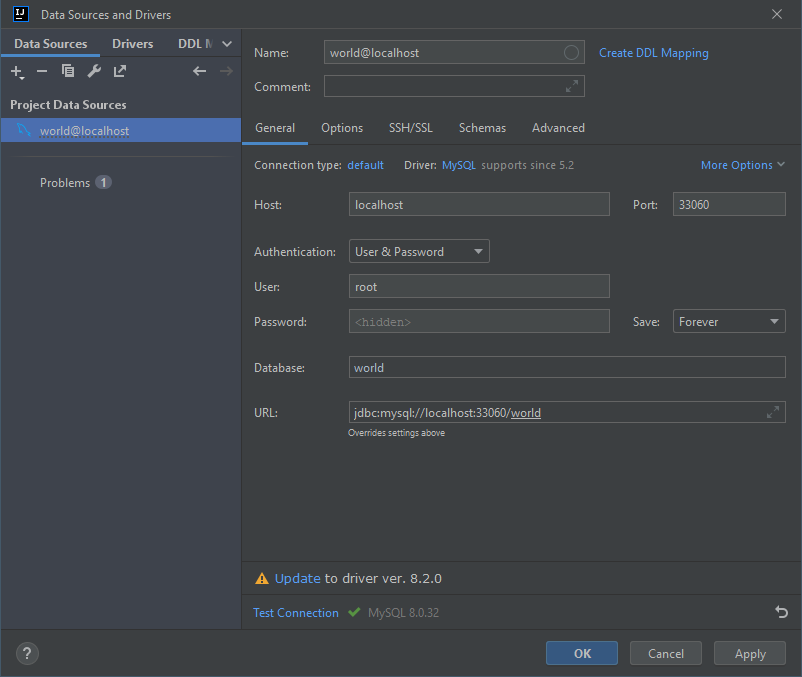 IJ Data Sources and Drivers
Data Sources Drivers DDL M
Project Data Sources
world@localhost
Problems 1
Name: world@localhost Create DDL Mapping
Comment:
General Options SSH/SSL Schemas Advanced
Connection type: default Driver: MySQL supports since 5.2 More Options
Host: localhost Port: 33060
Authentication: User & Password
User: root
Password: <hidden> Save: Forever
Database: world
URL: jdbc:mysql://localhost:33060/world
Overrides settings above
Update to driver ver. 8.2.0
Test Connection MySQL 8.0.32
? OK Cancel Apply